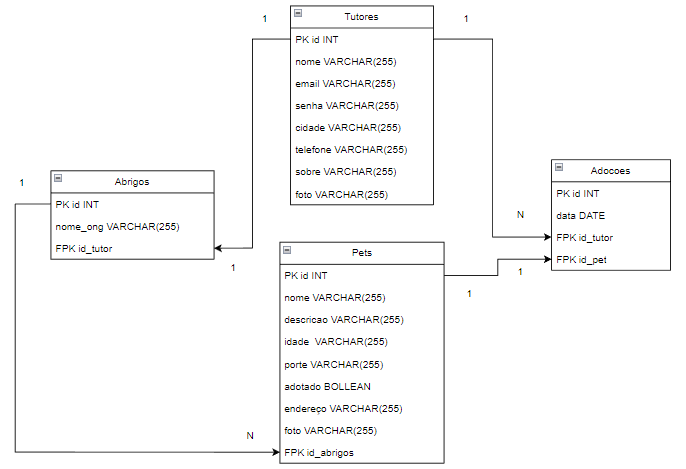 1
Tutores
1
PK id INT
nome VARCHAR(255)
email VARCHAR(255)
senha VARCHAR(255)
cidade VARCHAR(255)
telefone VARCHAR(255)
sobre VARCHAR(255)
foto VARCHAR(255)
1
Abrigos
PK id INT
nome_ong VARCHAR(255)
FPK id_tutor
1
Adocoes
PK id INT
data DATE
FPK id_tutor
FPK id_pet
N
1
1
Pets
PK id INT
nome VARCHAR(255)
descricao VARCHAR(255)
idade  VARCHAR(255)
porte VARCHAR(255)
adotado BOLLEAN
endereço VARCHAR(255)
foto VARCHAR(255)
FPK id_abrigos
N